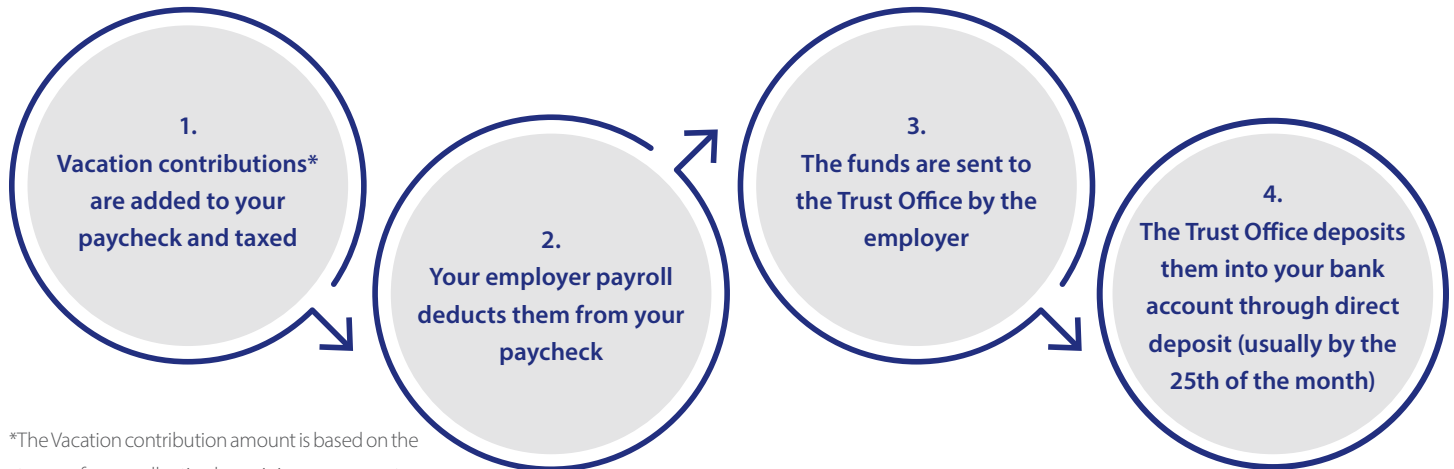 1.
Vacation contributions*
are added to your
paycheck and taxed
2.
Your employer payroll
deducts them from your
paycheck
3.
The funds are sent to
the Trust Office by the
employer
4.
The Trust Office deposits
them into your bank
account through direct
deposit (usually by the
25th of the month)
*The Vacation contribution amount is based on the